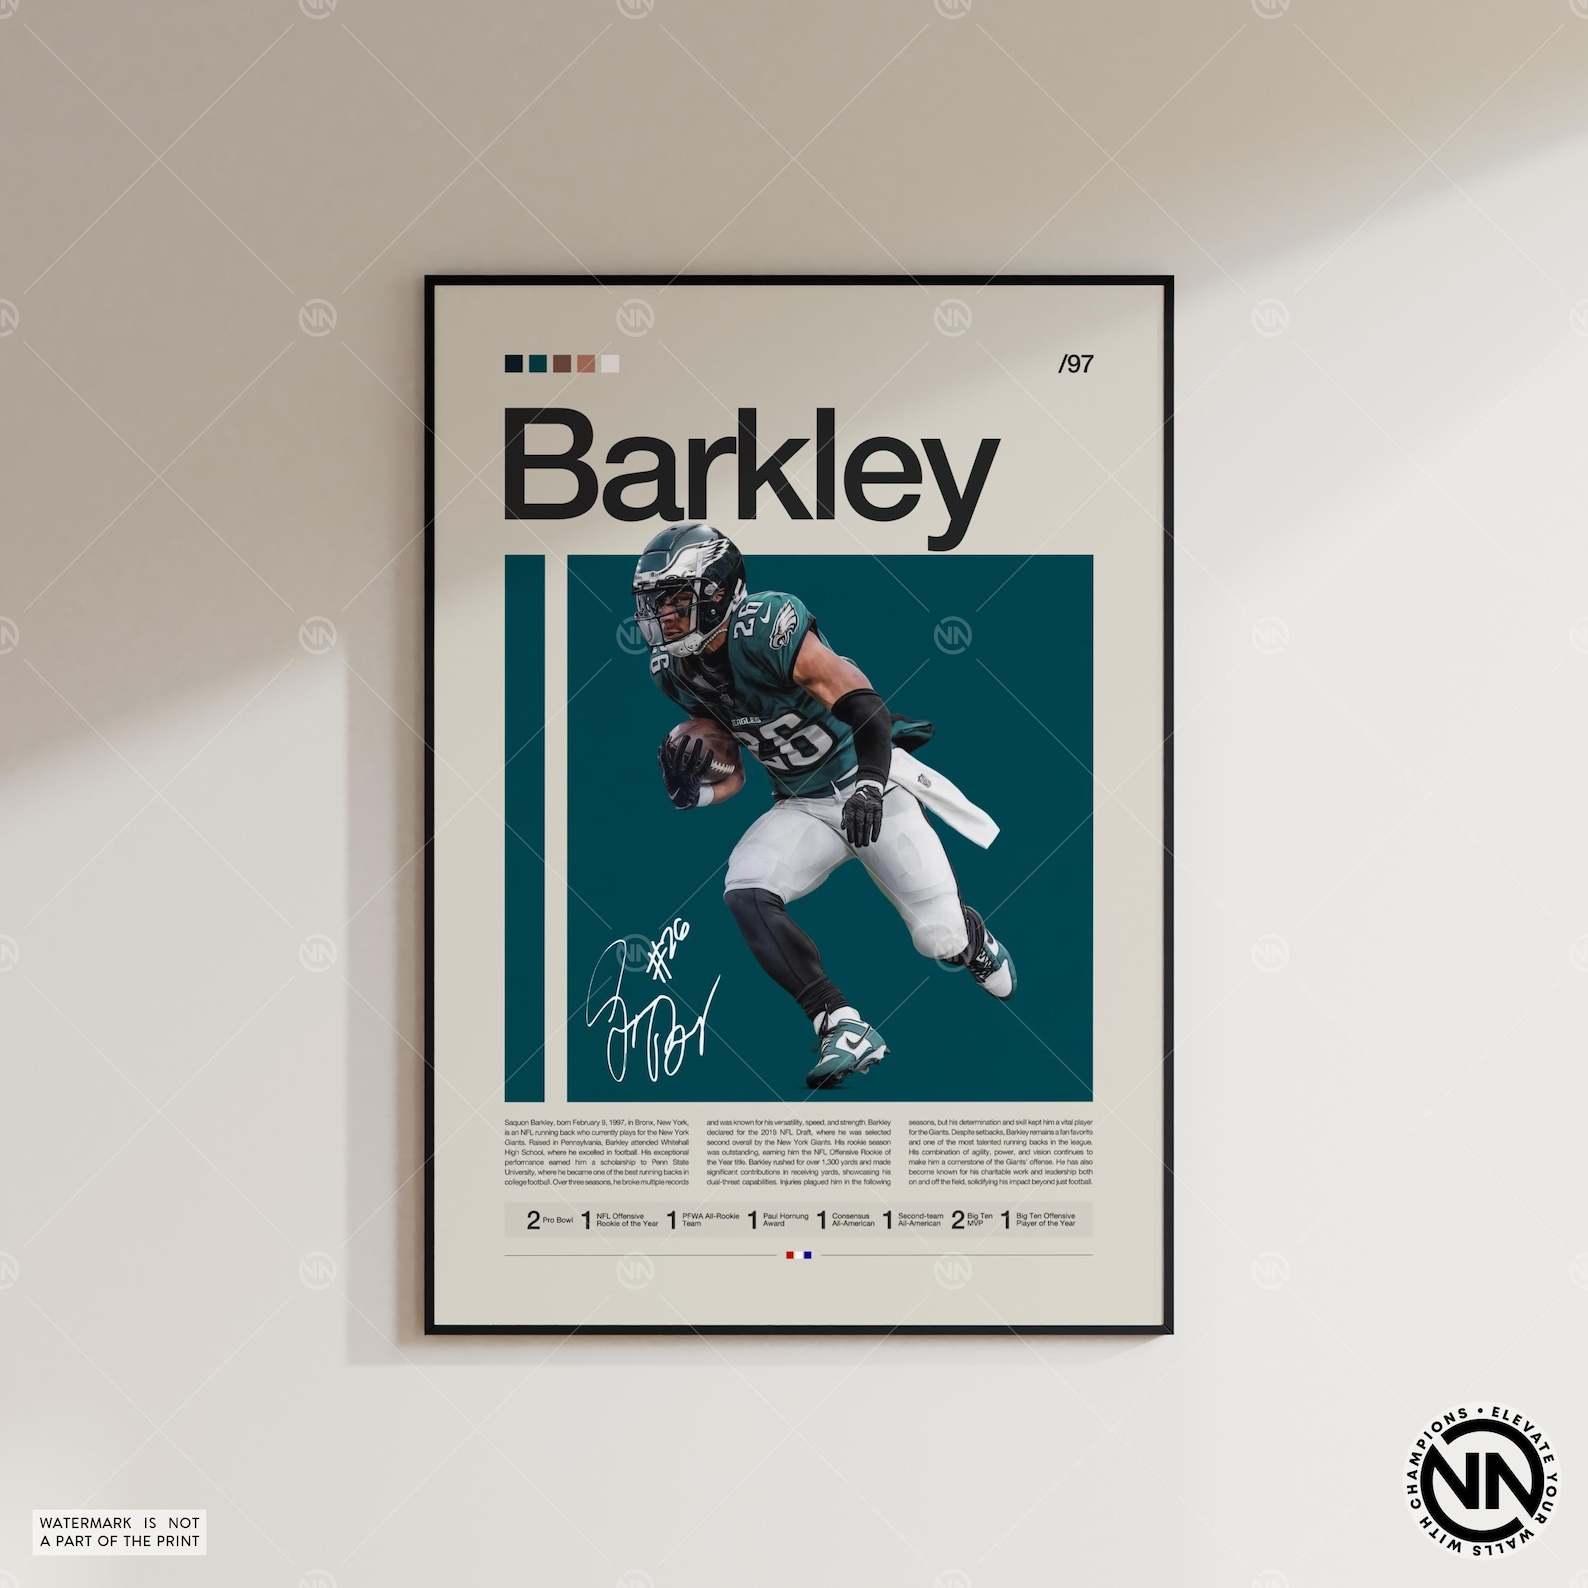 /97
Barkley
26
EAGLES
26
#26
Saquon Barkley, born February 9, 1997, in Bronx, New York,
is an NFL running back who currently plays for the New York
Giants. Raised in Pennsylvania, Barkley attended Whitehall
High School, where he excelled in football. His exceptional
performance earned him a scholarship to Penn State
University, where he became one of the best running backs in
college football. Over three seasons, he broke multiple records
and was known for his versatility, speed, and strength. Barkley
declared for the 2018 NFL Draft, where he was selected
second overall by the New York Giants. His rookie season
was outstanding, earning him the NFL Offensive Rookie of
the Year title. Barkley rushed for over 1,300 yards and made
significant contributions in receiving yards, showcasing his
dual-threat capabilities. Injuries plagued him in the following
seasons, but his determination and skill kept him a vital player
for the Giants. Despite setbacks, Barkley remains a fan favorite
and one of the most talented running backs in the league.
His combination of agility, power, and vision continues to
make him a cornerstone of the Giants' offense. He has also
become known for his charitable work and leadership both
on and off the field, solidifying his impact beyond just football.
2 Pro Bowl
1 NFL Offensive
Rookie of the Year
1 PFWA All-Rookie
Team
1 Paul Hornung
Award
1 Consensus
All-American
1 Second-team
All-American
2 Big Ten
MVP
1 Big Ten Offensive
Player of the Year
WATERMARK IS NOT
A PART OF THE PRINT
ELEVATE YOUR WALLS WITH CHAMPIONS •
NN